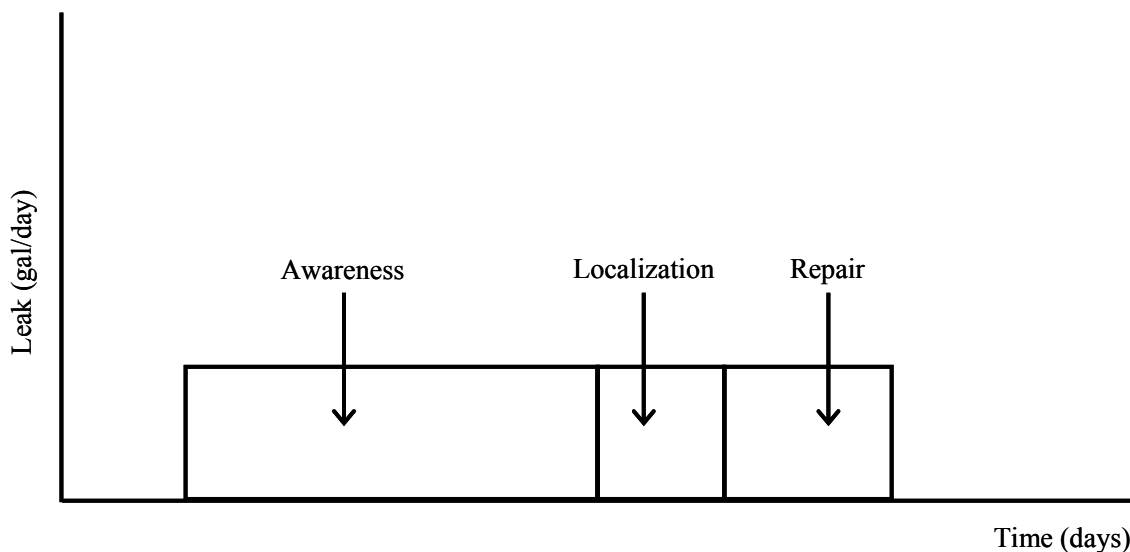 Leak (gal/day)
Awareness
Localization
Repair
Time (days)